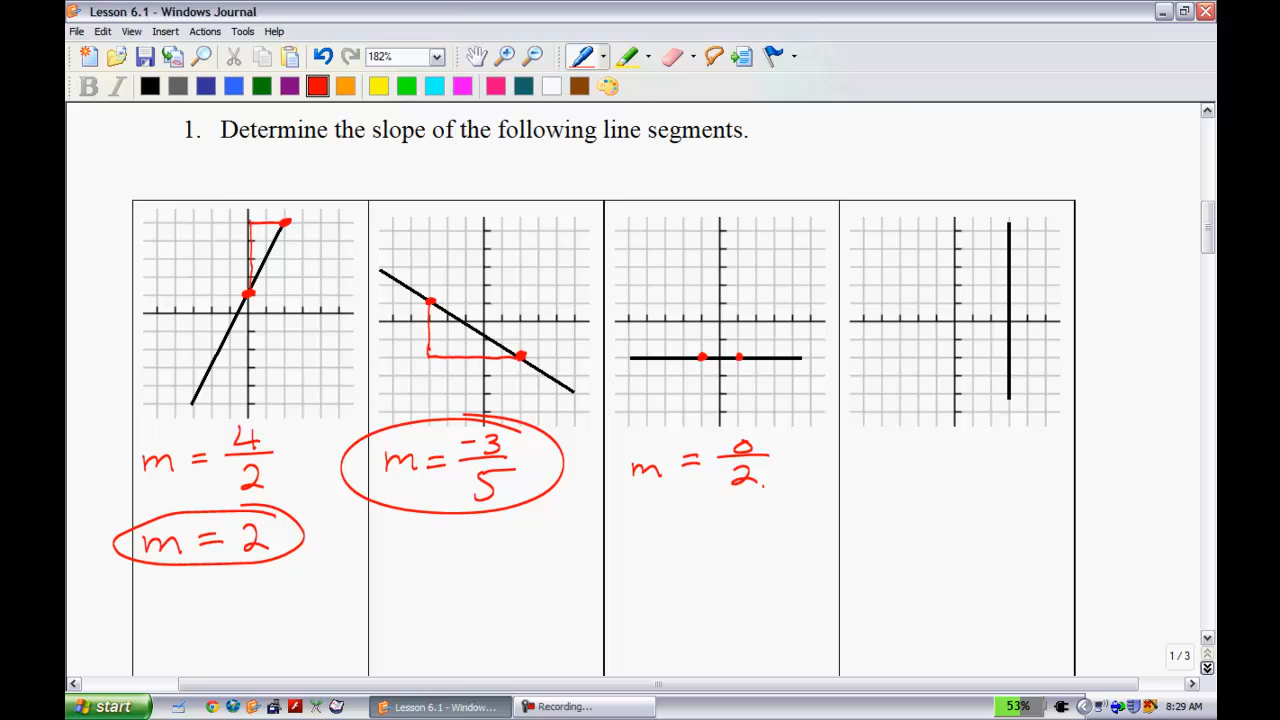 Lesson 6.1 - Windows Journal
File Edit View Insert Actions Tools Help
182%
B I
1. Determine the slope of the following line segments.
m = 4/2
m = -3/5
m = 0/2
m = 2
1 / 3
start
Lesson 6.1 - Window...
Recording...
53%
8:29 AM